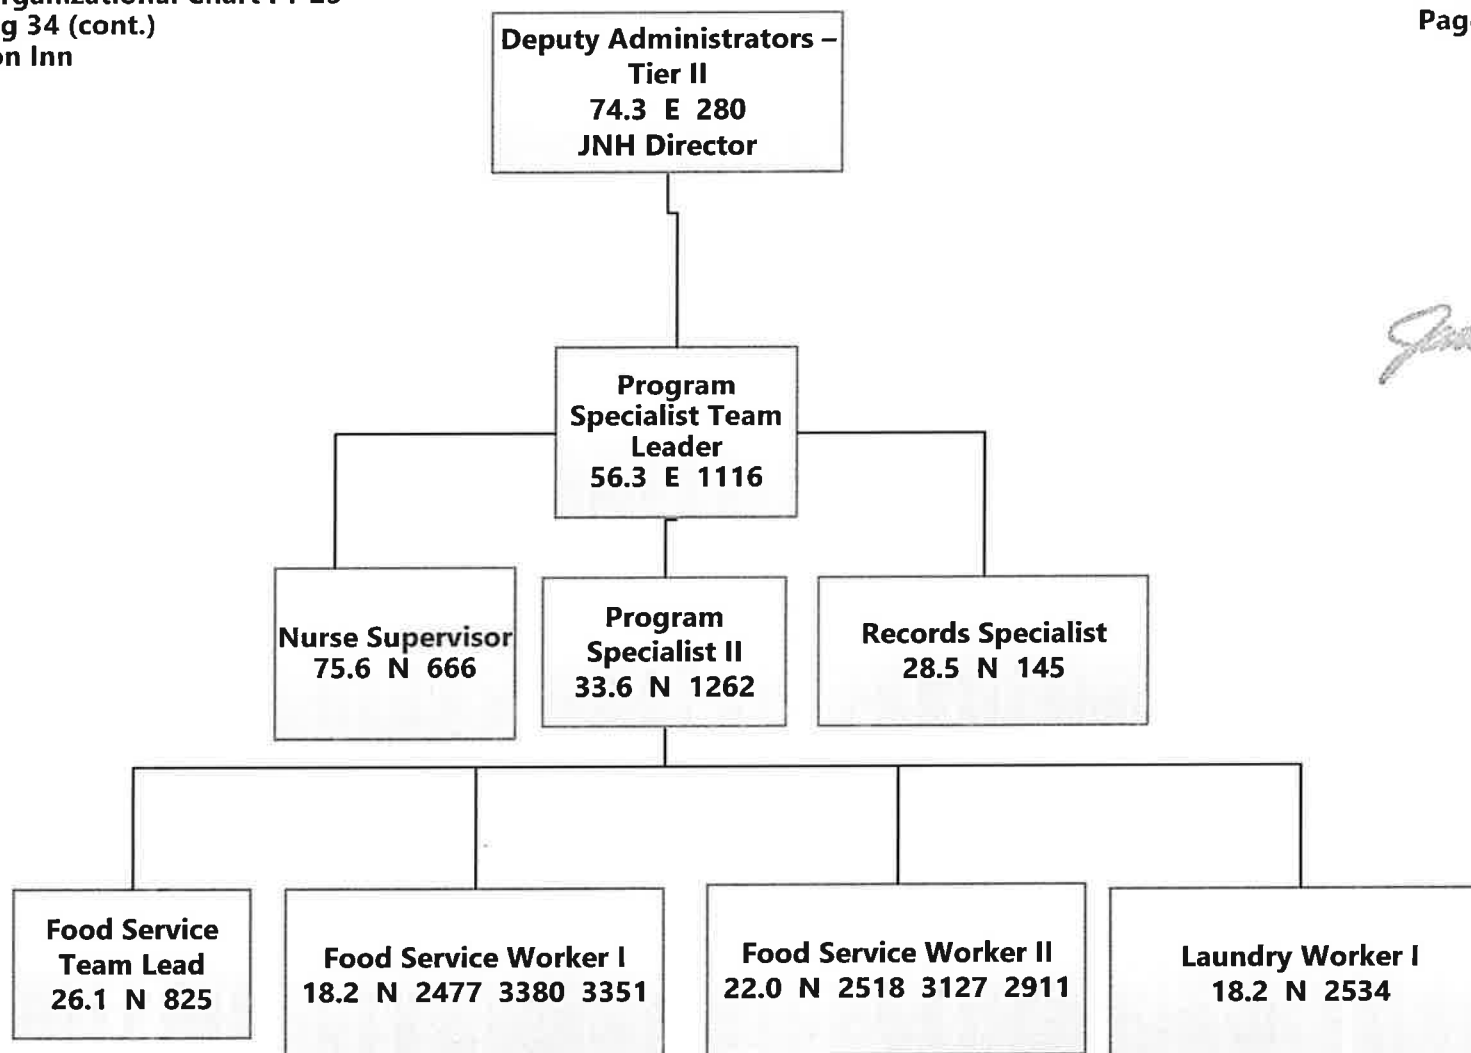 g 34 (cont.)
Inn
Deputy Administrators –
Tier II
74.3 E 280
JNH Director
Program
Specialist Team
Leader
56.3 E 1116
Nurse Supervisor
75.6 N 666
Program
Specialist II
33.6 N 1262
Records Specialist
28.5 N 145
Food Service
Team Lead
26.1 N 825
Food Service Worker I
18.2 N 2477 3380 3351
Food Service Worker II
22.0 N 2518 3127 2911
Laundry Worker I
18.2 N 2534